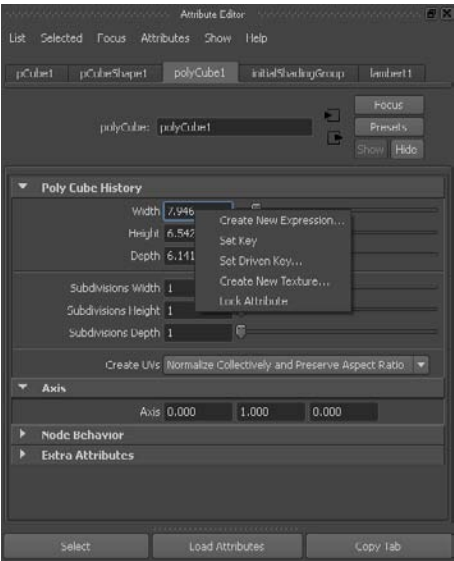 Attribute Editor
List Selected Focus Attributes Show Help
pCube1 pCubeShape1 polyCube1 initialShadingGroup lambert1
Focus
polyCube: polyCube1
Presets
Show Hide
Poly Cube History
Width 7.946
Create New Expression...
Height 6.542
Set Key
Depth 6.141
Set Driven Key...
Create New Texture...
Subdivisions Width 1
Lock Attribute
Subdivisions Height 1
Subdivisions Depth 1
Create UVs Normalize Collectively and Preserve Aspect Ratio
Axis
Axis 0.000 1.000 0.000
Node Behavior
Extra Attributes
Select Load Attributes Copy Tab